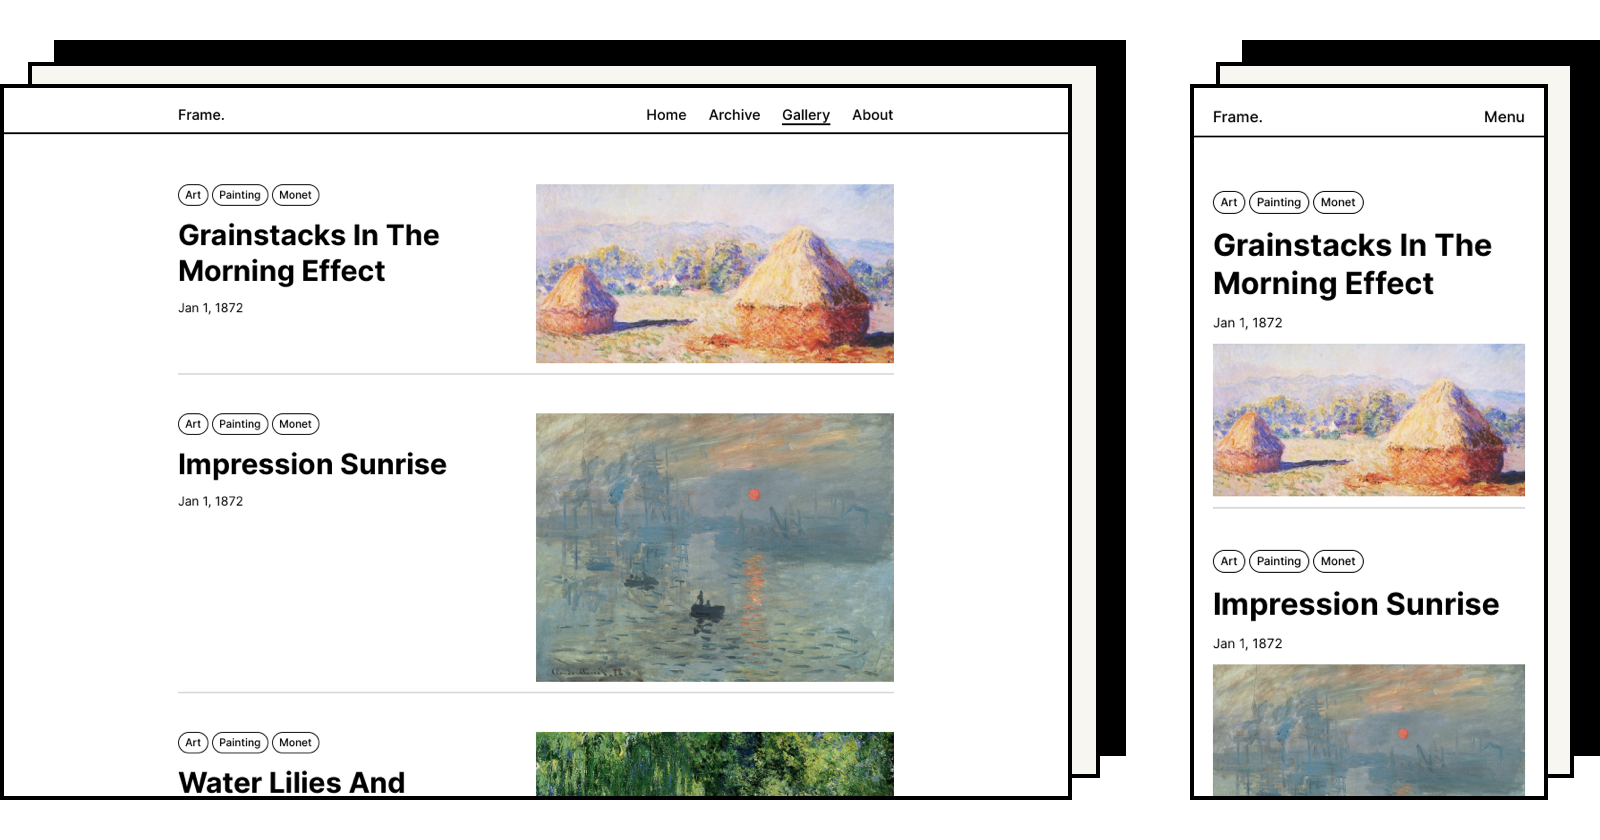 Frame.
Home Archive Gallery About
Art Painting Monet
Grainstacks In The
Morning Effect
Jan 1, 1872
Art Painting Monet
Impression Sunrise
Jan 1, 1872
Art Painting Monet
Water Lilies And
Frame.
Menu
Art Painting Monet
Grainstacks In The
Morning Effect
Jan 1, 1872
Art Painting Monet
Impression Sunrise
Jan 1, 1872